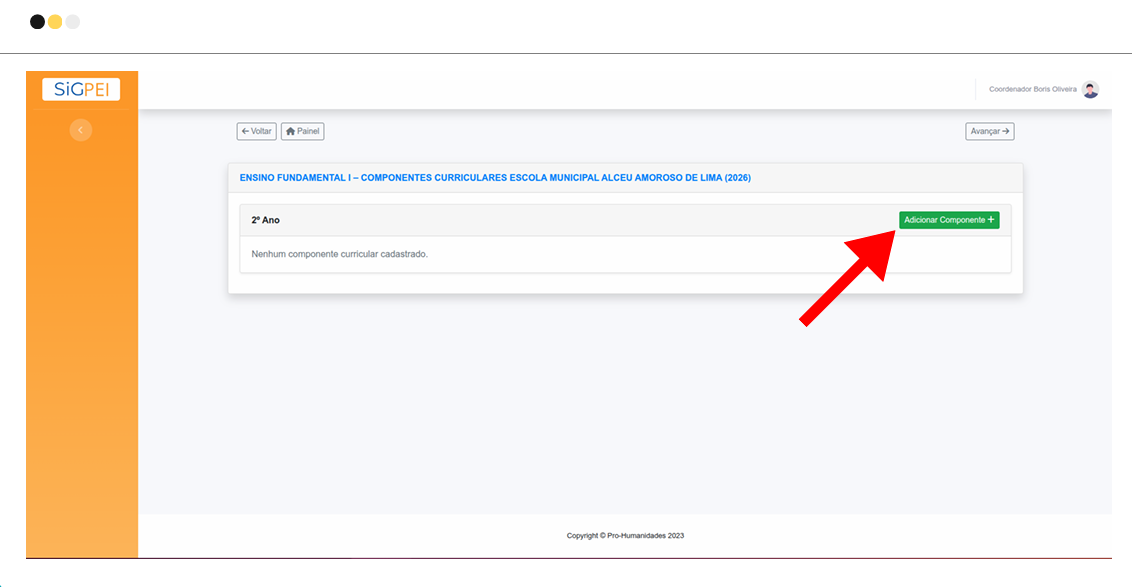 SiGPEI
Coordenador Boris Oliveira
Voltar
Painel
Avançar
ENSINO FUNDAMENTAL I – COMPONENTES CURRICULARES ESCOLA MUNICIPAL ALCEU AMOROSO DE LIMA (2026)
2º Ano
Adicionar Componente +
Nenhum componente curricular cadastrado.
Copyright © Pro-Humanidades 2023